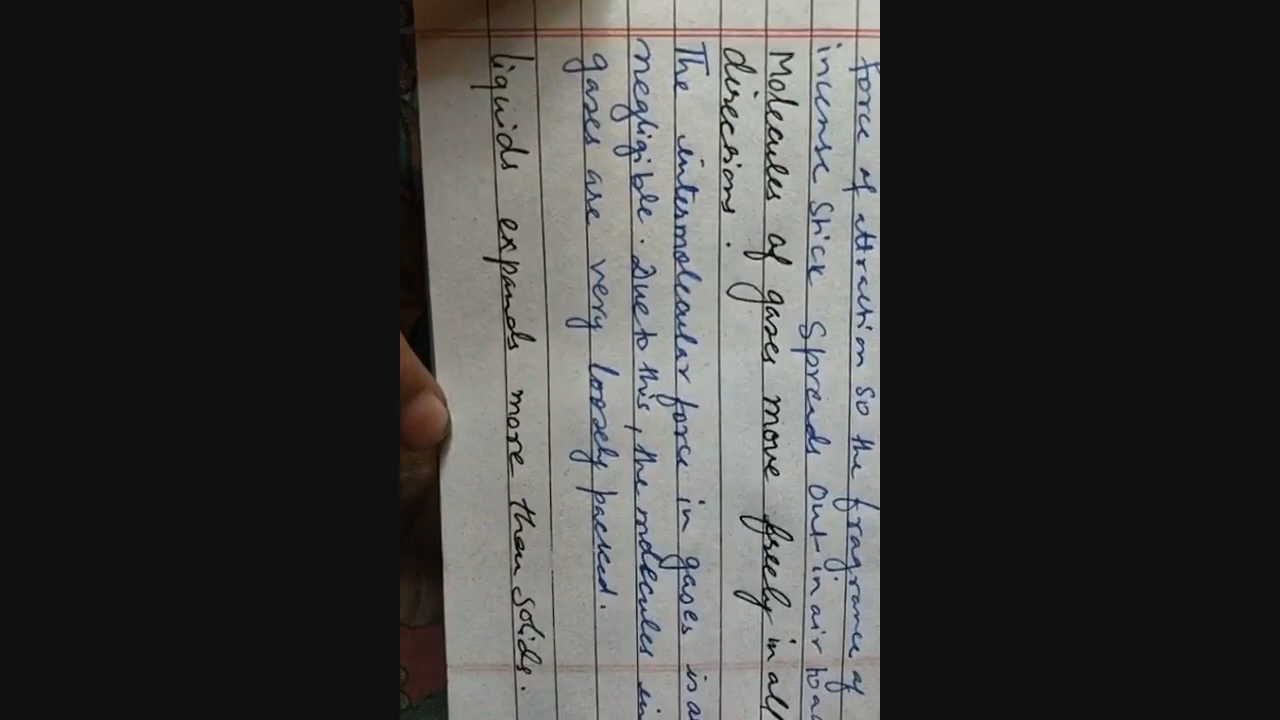 force of attraction so the fragrance of
incense stick spreads out in air to
Molecules of gases move freely in all
directions.
The intermolecular force in gases is
negligible. Due to this, the molecules in
gases are very loosely packed.
liquids expands more than solids.